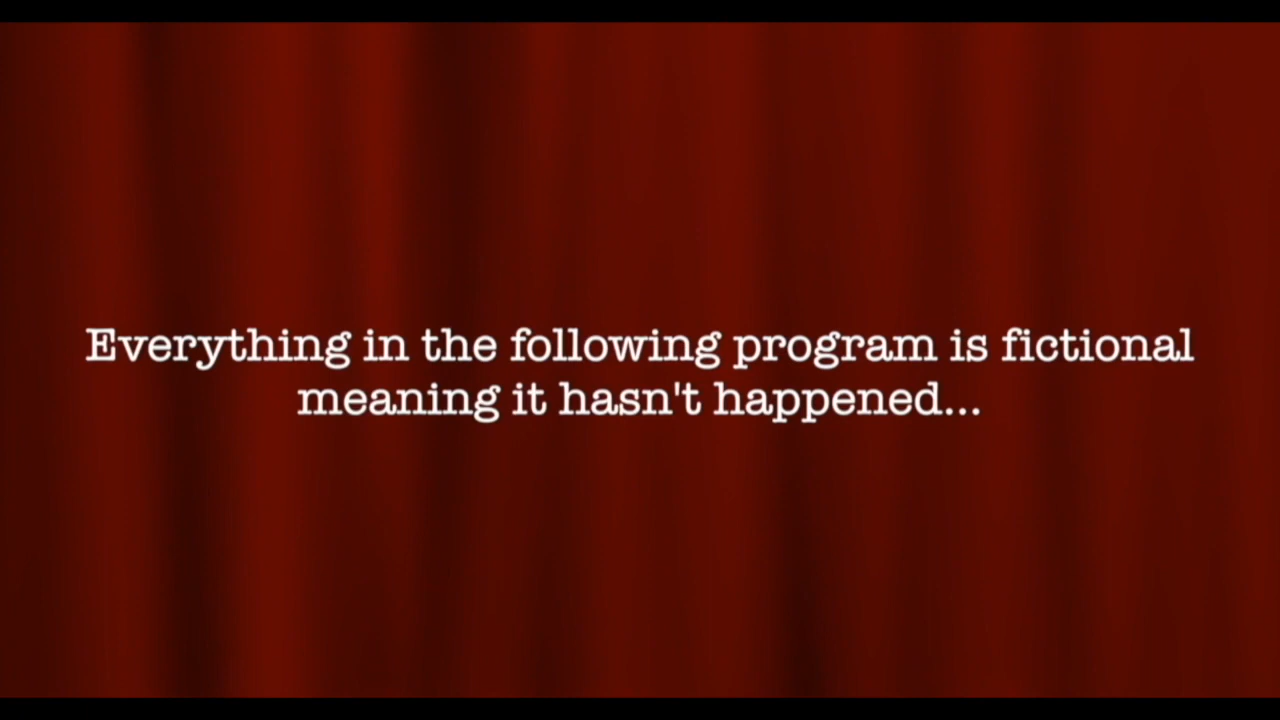 Everything in the following program is fictional
meaning it hasn't happened...